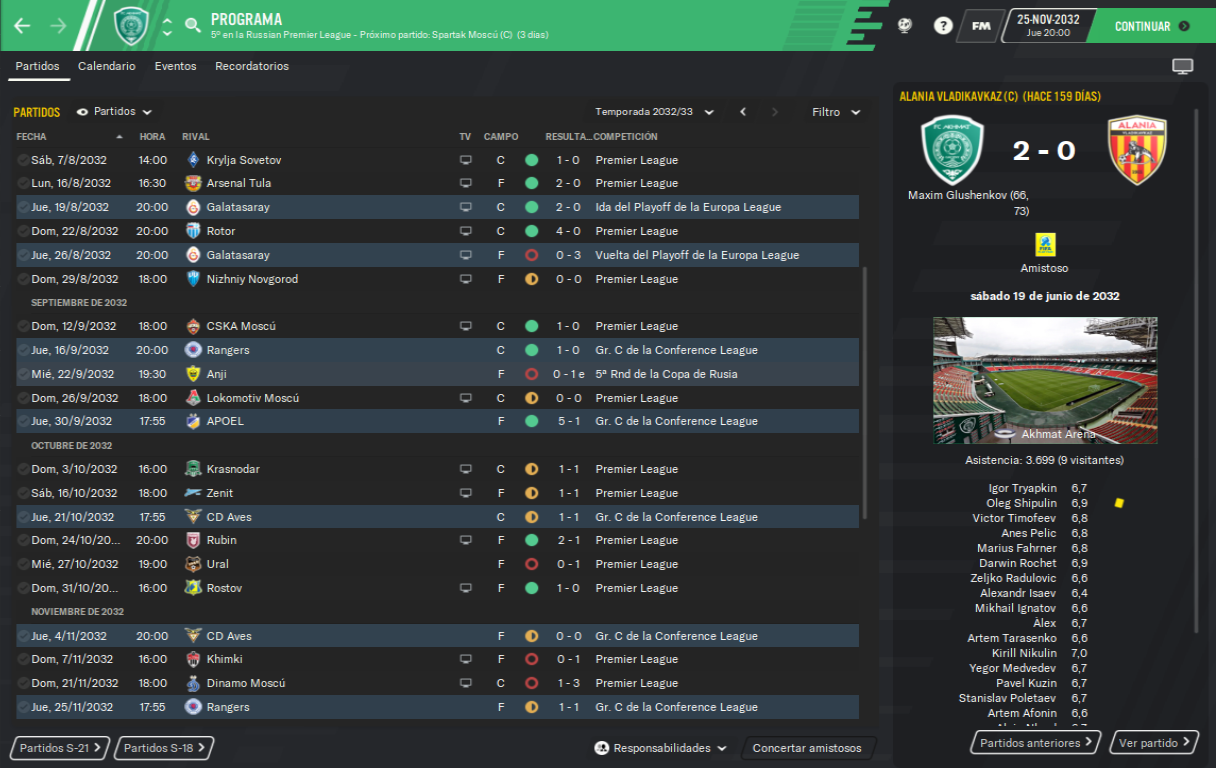 PROGRAMA
5º en la Russian Premier League - Próximo partido: Spartak Moscú (C) (3 días)
FM
25-NOV-2032
Jue 20:00
CONTINUAR
Partidos Calendario Eventos Recordatorios
PARTIDOS Partidos Temporada 2032/33 Filtro
FECHA HORA RIVAL TV CAMPO RESULTA... COMPETICIÓN
Sáb, 7/8/2032 14:00 Krylja Sovetov C 1 - 0 Premier League
Lun, 16/8/2032 16:30 Arsenal Tula F 2 - 0 Premier League
Jue, 19/8/2032 20:00 Galatasaray C 2 - 0 Ida del Playoff de la Europa League
Dom, 22/8/2032 20:00 Rotor C 4 - 0 Premier League
Jue, 26/8/2032 20:00 Galatasaray F 0 - 3 Vuelta del Playoff de la Europa League
Dom, 29/8/2032 18:00 Nizhniy Novgorod F 0 - 0 Premier League
SEPTIEMBRE DE 2032
Dom, 12/9/2032 18:00 CSKA Moscú C 1 - 0 Premier League
Jue, 16/9/2032 20:00 Rangers C 1 - 0 Gr. C de la Conference League
Mié, 22/9/2032 19:30 Anji F 0 - 1 e 5ª Rnd de la Copa de Rusia
Dom, 26/9/2032 18:00 Lokomotiv Moscú C 0 - 0 Premier League
Jue, 30/9/2032 17:55 APOEL F 5 - 1 Gr. C de la Conference League
OCTUBRE DE 2032
Dom, 3/10/2032 16:00 Krasnodar C 1 - 1 Premier League
Sáb, 16/10/2032 18:00 Zenit F 1 - 1 Premier League
Jue, 21/10/2032 17:55 CD Aves C 1 - 1 Gr. C de la Conference League
Dom, 24/10/20... 20:00 Rubin F 2 - 1 Premier League
Mié, 27/10/2032 19:00 Ural F 0 - 1 Premier League
Dom, 31/10/20... 16:00 Rostov F 1 - 0 Premier League
NOVIEMBRE DE 2032
Jue, 4/11/2032 20:00 CD Aves F 0 - 0 Gr. C de la Conference League
Dom, 7/11/2032 16:00 Khimki F 0 - 1 Premier League
Dom, 21/11/2032 18:00 Dinamo Moscú C 1 - 3 Premier League
Jue, 25/11/2032 17:55 Rangers F 1 - 1 Gr. C de la Conference League
Partidos S-21 Partidos S-18 Responsabilidades Concertar amistosos
ALANIA VLADIKAVKAZ (C) (HACE 159 DÍAS)
FC AKHMAT
2 - 0
ALANIA
VLADIKAVKAZ
Maxim Glushenkov (66,
73)
FIFA
Amistoso
sábado 19 de junio de 2032
Akhmat Arena
Asistencia: 3.699 (9 visitantes)
Igor Tryapkin 6,7
Oleg Shipulin 6,9
Victor Timofeev 6,8
Anes Pelic 6,8
Marius Fahrner 6,8
Darwin Rochet 6,9
Zeljko Radulovic 6,6
Alexandr Isaev 6,4
Mikhail Ignatov 6,6
Àlex 6,7
Artem Tarasenko 6,6
Kirill Nikulin 7,0
Yegor Medvedev 6,7
Pavel Kuzin 6,7
Stanislav Poletaev 6,7
Artem Afonin 6,6
Partidos anteriores Ver partido